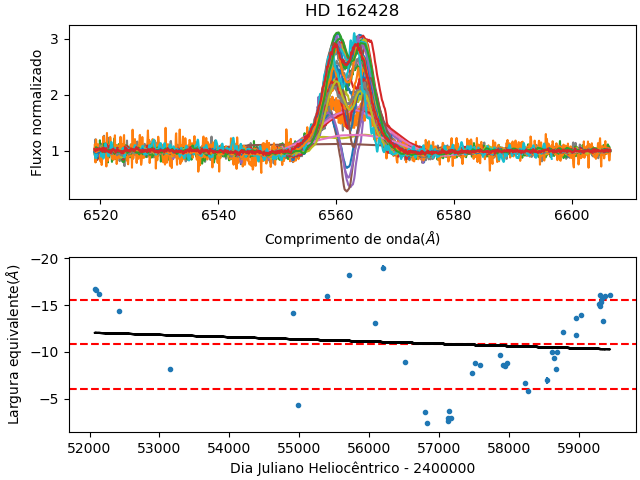 HD 162428
Fluxo normalizado
3
2
1
6520 6540 6560 6580 6600
Comprimento de onda(Å)
Largura equivalente(Å)
−20
−15
−10
−5
52000 53000 54000 55000 56000 57000 58000 59000
Dia Juliano Heliocêntrico - 2400000